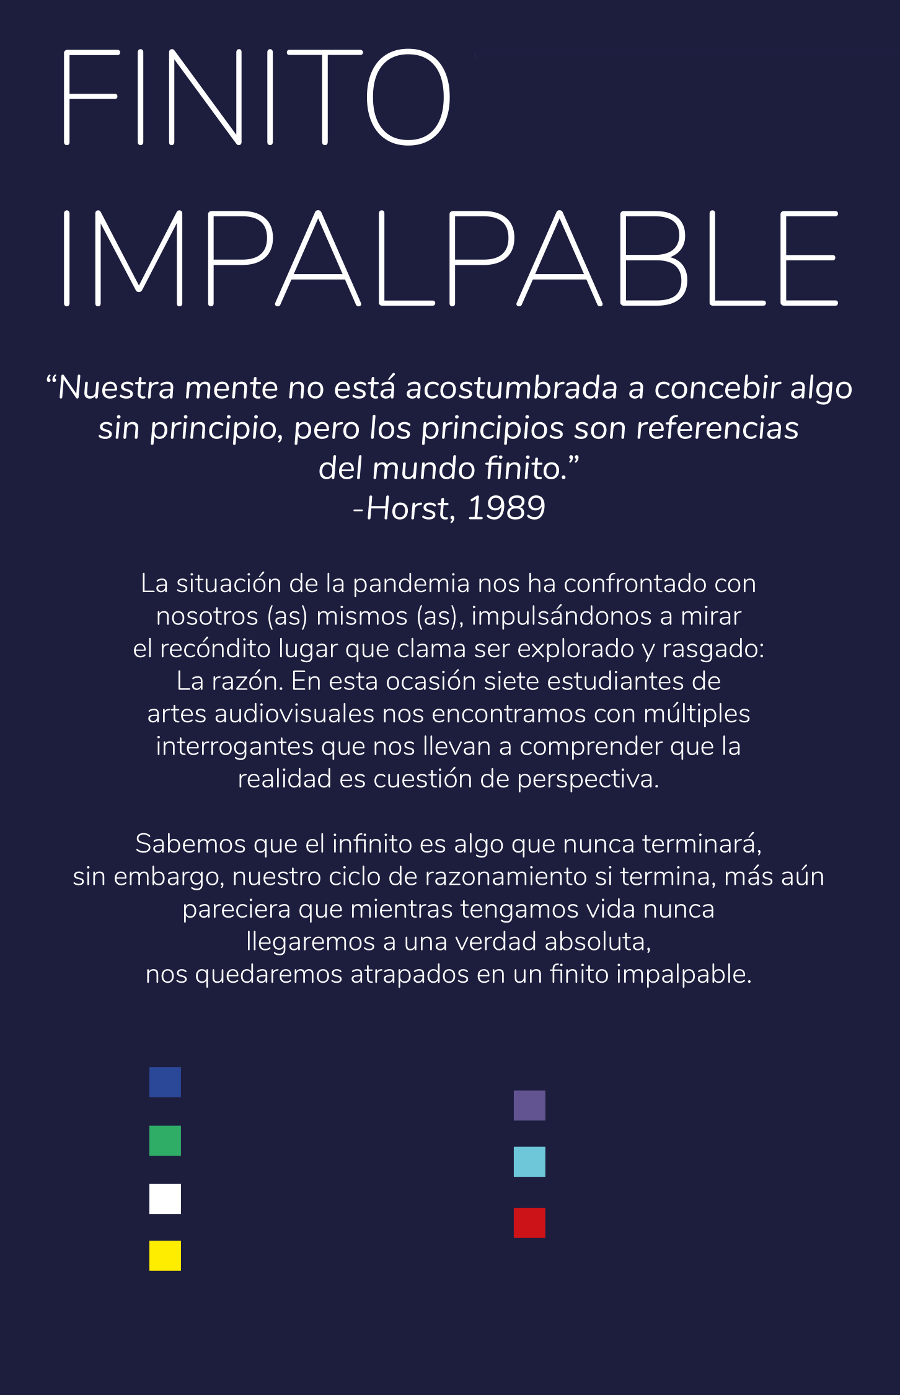 FINITO
IMPALPABLE
“Nuestra mente no está acostumbrada a concebir algo
sin principio, pero los principios son referencias
del mundo finito.”
-Horst, 1989
La situación de la pandemia nos ha confrontado con
nosotros (as) mismos (as), impulsándonos a mirar
el recóndito lugar que clama ser explorado y rasgado:
La razón. En esta ocasión siete estudiantes de
artes audiovisuales nos encontramos con múltiples
interrogantes que nos llevan a comprender que la
realidad es cuestión de perspectiva.
Sabemos que el infinito es algo que nunca terminará,
sin embargo, nuestro ciclo de razonamiento si termina, más aún
pareciera que mientras tengamos vida nunca
llegaremos a una verdad absoluta,
nos quedaremos atrapados en un finito impalpable.